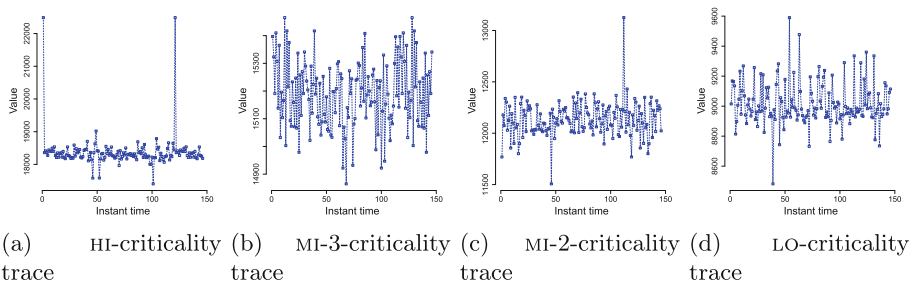 Value
18000 19000 20000 21000 22000
0 50 100 150
Instant time
Value
14900 15100 15300
0 50 100 150
Instant time
Value
11500 12000 12500 13000
0 50 100 150
Instant time
Value
8600 8800 9000 9200 9400 9600
0 50 100 150
Instant time
(a) HI-criticality
trace
(b) MI-3-criticality
trace
(c) MI-2-criticality
trace
(d) LO-criticality
trace